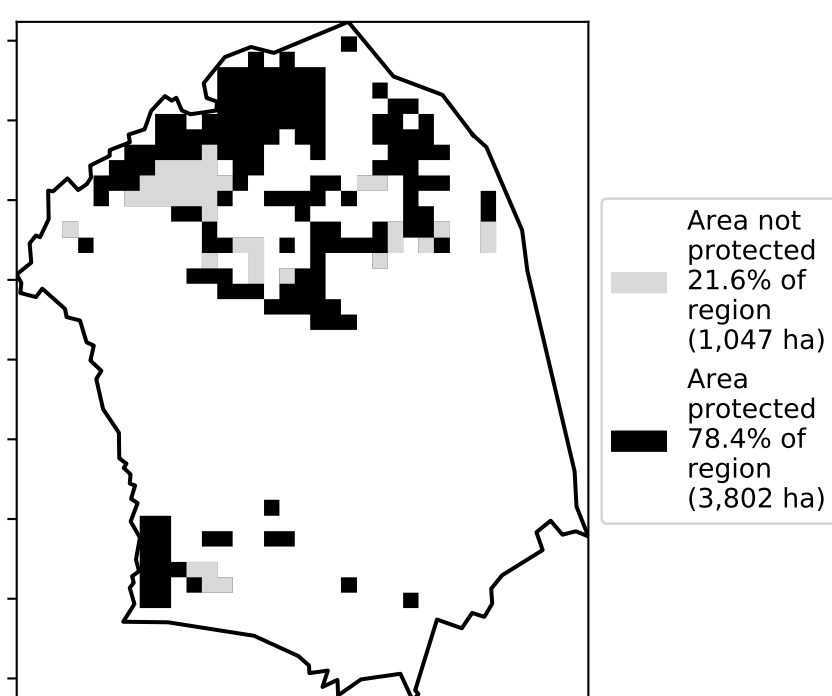 Area not
protected
21.6% of
region
(1,047 ha)
Area
protected
78.4% of
region
(3,802 ha)